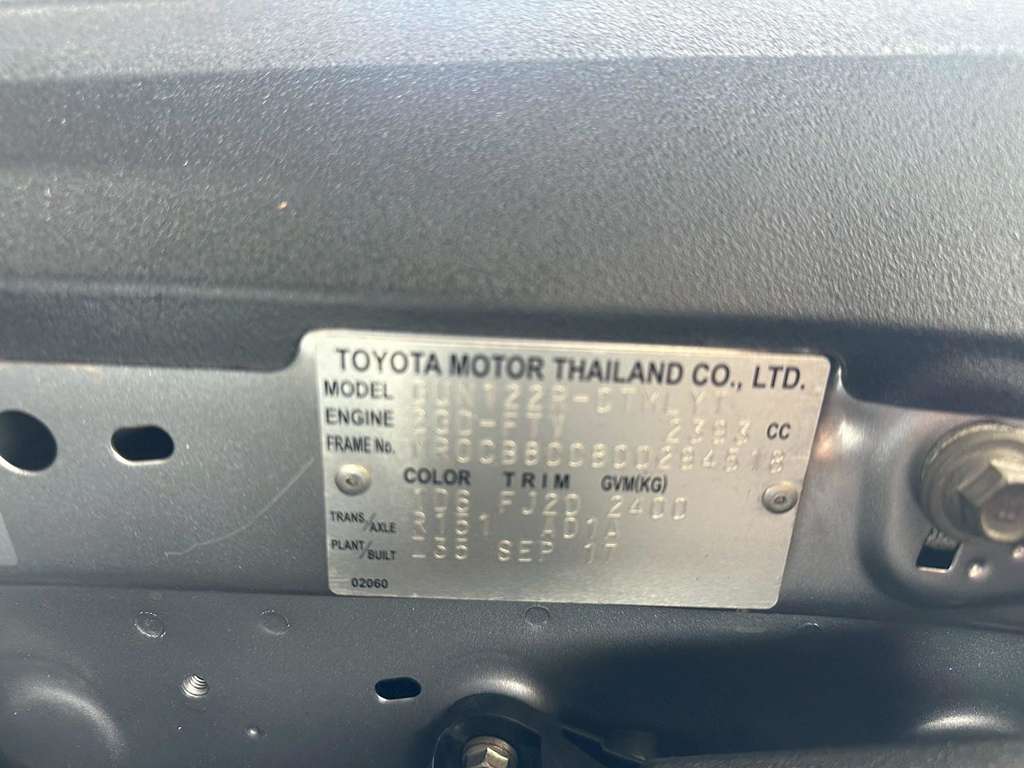 TOYOTA MOTOR THAILAND CO., LTD.
MODEL
ENGINE 2GD-FTV 2393 CC
FRAME No.
COLOR TRIM GVM(KG)
1D6 FJ20 2400
TRANS/AXLE R151 AD1A
PLANT/BUILT SEP 17
02060